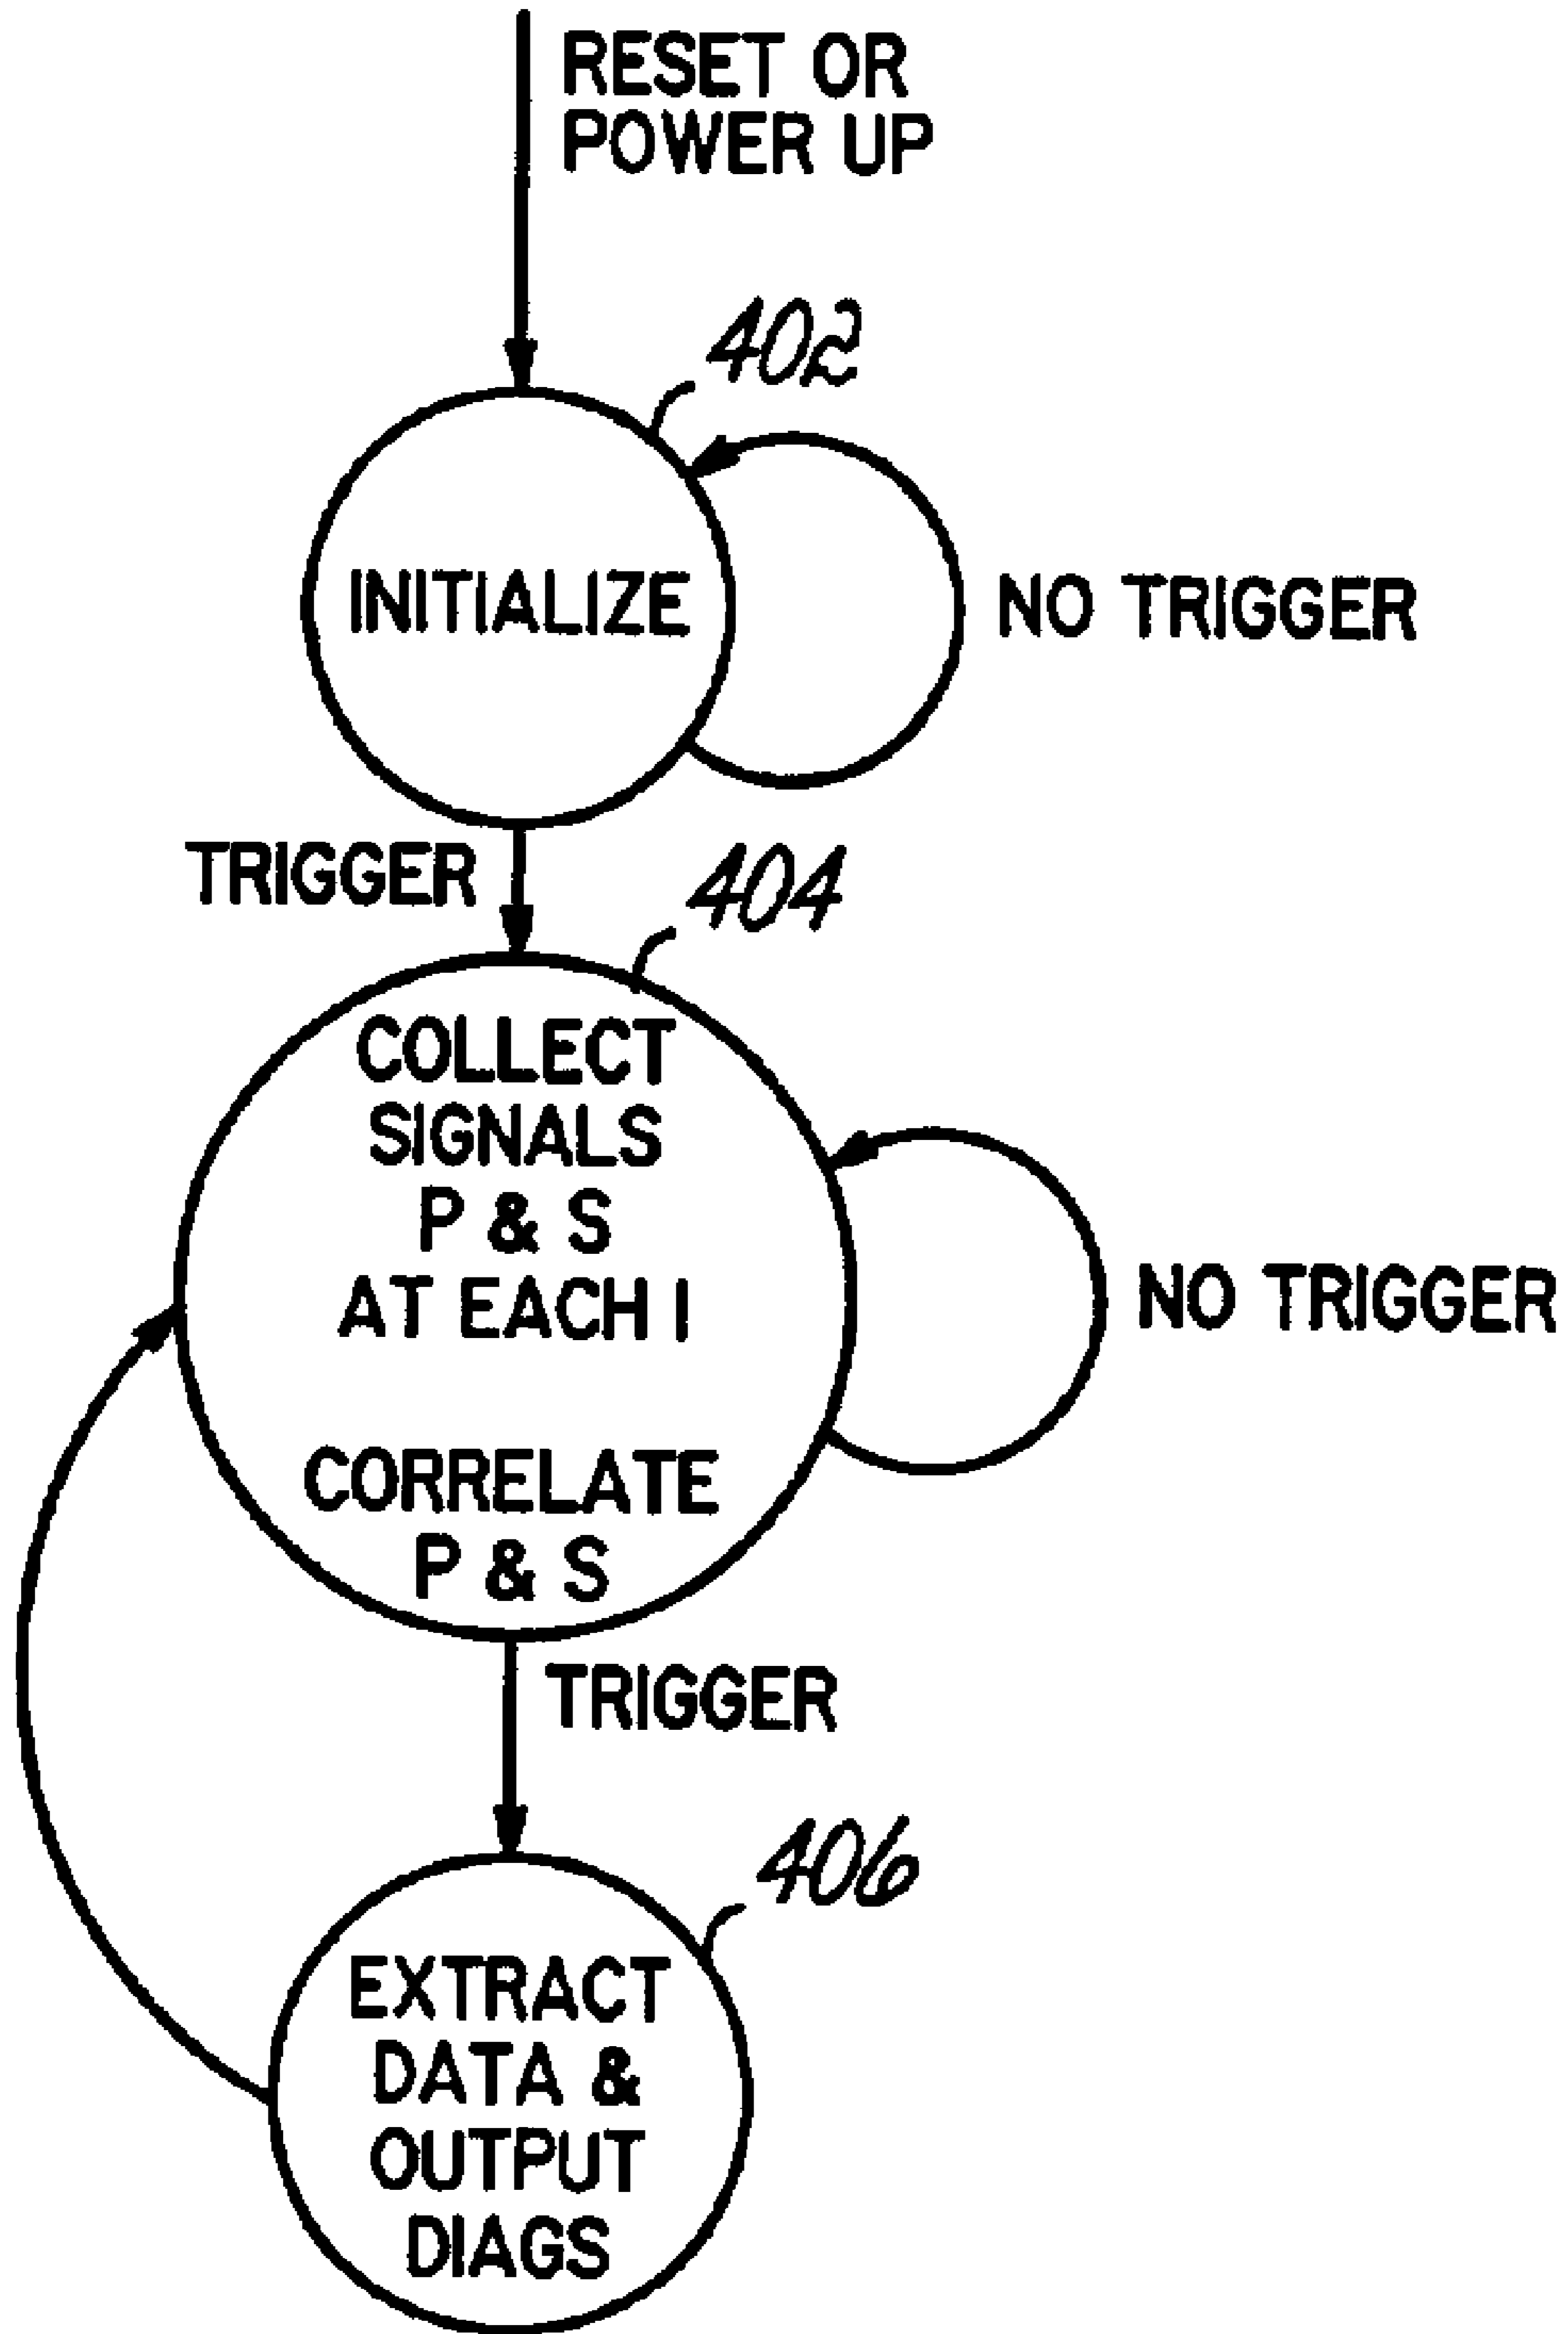 RESET OR
POWER UP
402
INITIALIZE
NO TRIGGER
TRIGGER
404
COLLECT
SIGNALS
P & S
AT EACH I
NO TRIGGER
CORRELATE
P & S
TRIGGER
406
EXTRACT
DATA &
OUTPUT
DIAGS